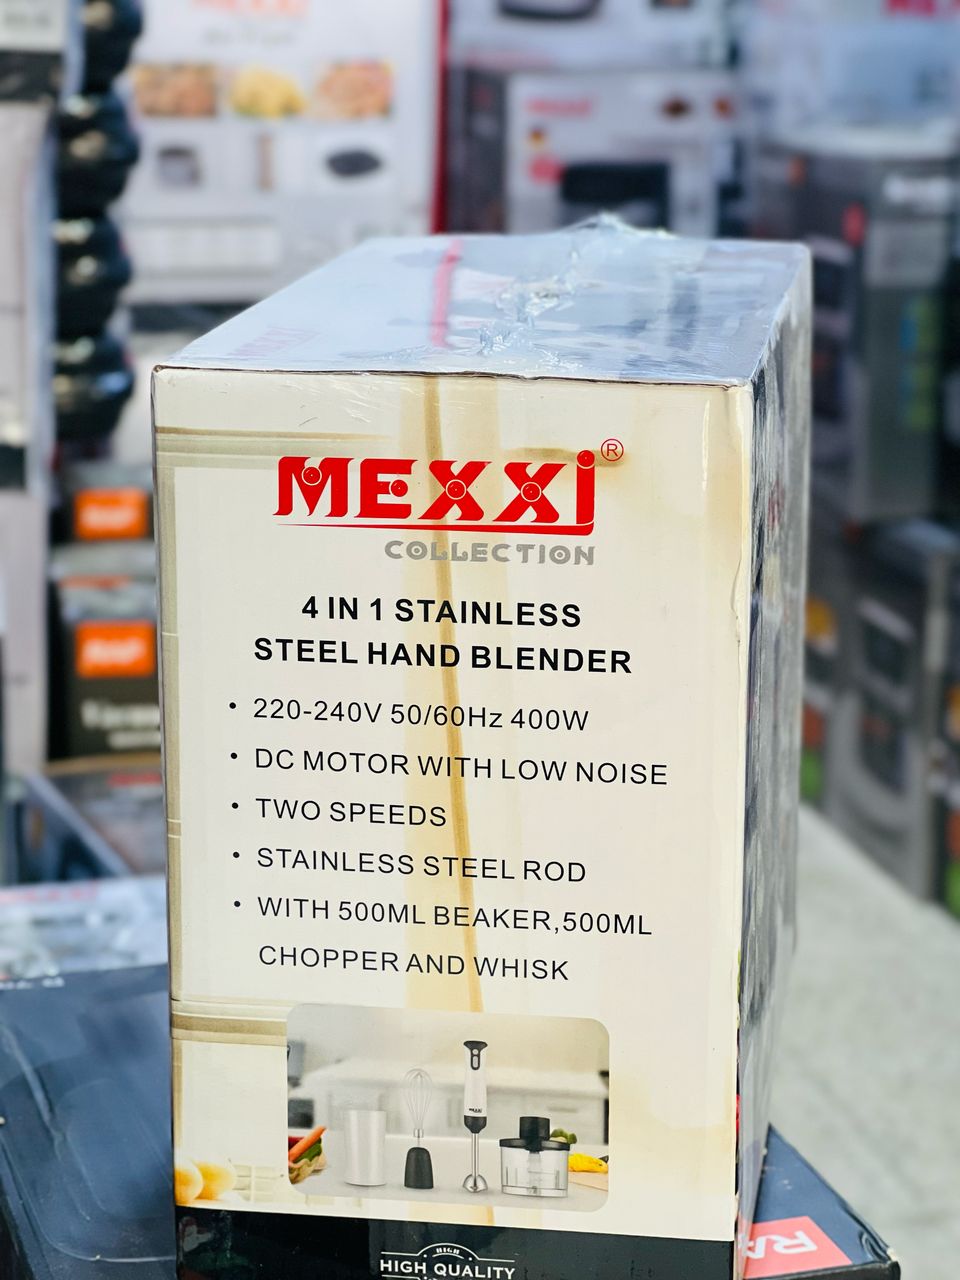 MEXXi®
COLLECTION
4 IN 1 STAINLESS
STEEL HAND BLENDER
• 220-240V 50/60Hz 400W
• DC MOTOR WITH LOW NOISE
• TWO SPEEDS
• STAINLESS STEEL ROD
• WITH 500ML BEAKER,500ML
CHOPPER AND WHISK
HIGH
HIGH QUALITY